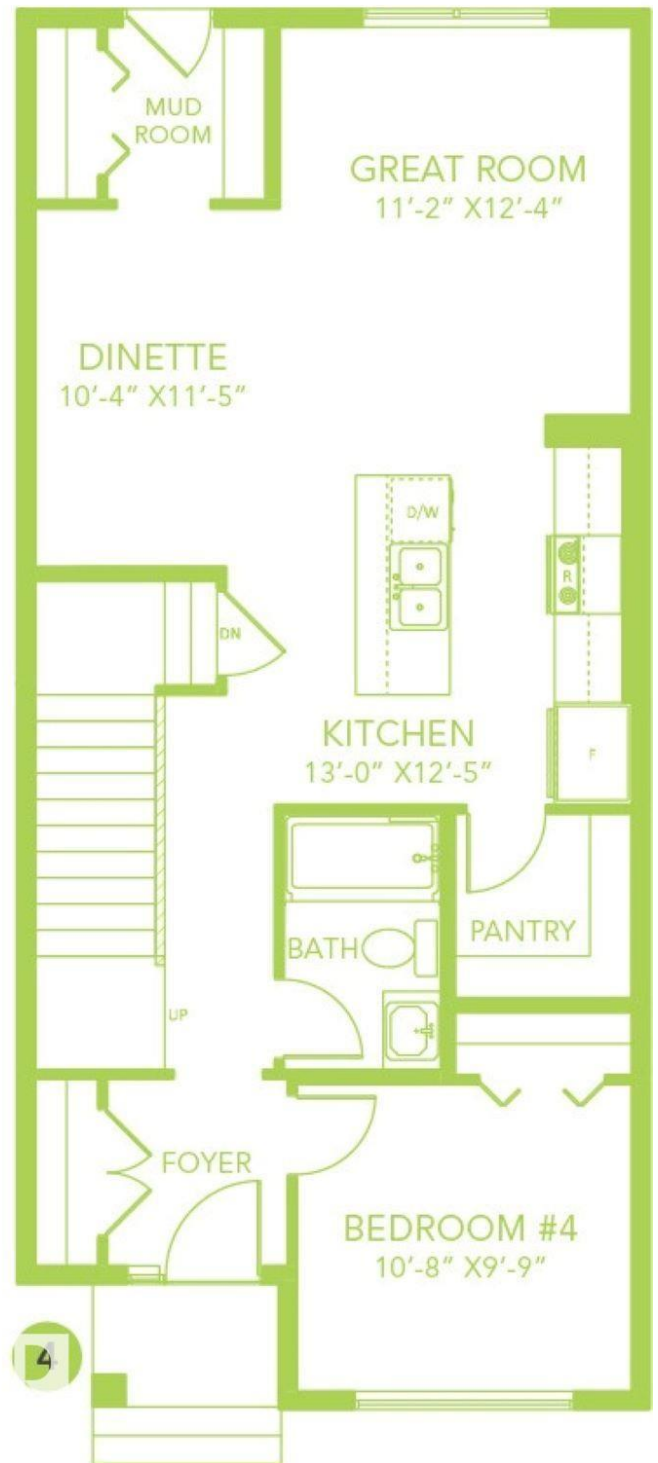 MUD
ROOM
GREAT ROOM
11'-2" X12'-4"
DINETTE
10'-4" X11'-5"
D/W
R
DN
KITCHEN
13'-0" X12'-5"
F
BATH
PANTRY
UP
FOYER
BEDROOM #4
10'-8" X9'-9"
4